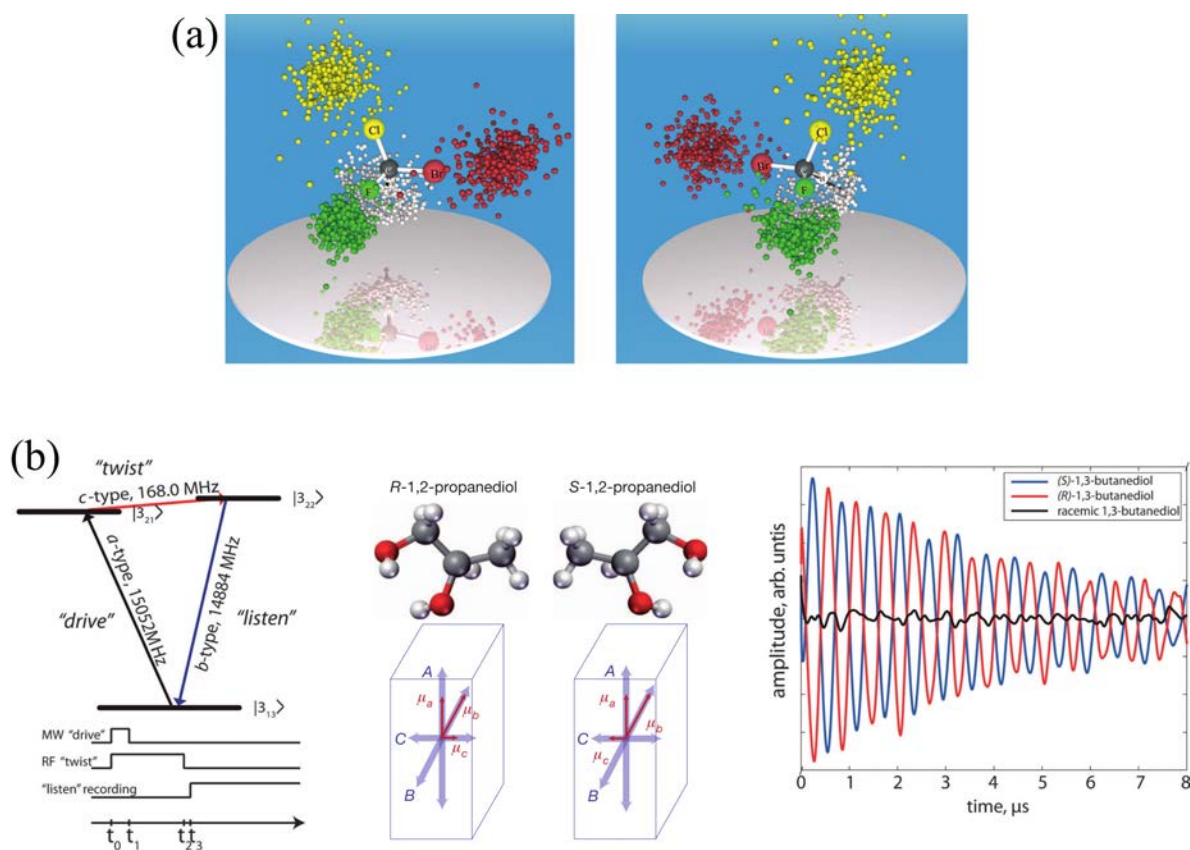 (a)
Cl
Br
F
Cl
Br
F
(b)
"twist"
c-type, 168.0 MHz
|3₂₂⟩
|3₂₁⟩
a-type, 15052MHz
"drive"
b-type, 14884 MHz
"listen"
|3₁₃⟩
MW "drive"
RF "twist"
"listen" recording
t₀ t₁ t₂ t₃
R-1,2-propanediol
S-1,2-propanediol
A
μₐ
μb
C
μc
B
A
μₐ
μb
C
μc
B
(S)-1,3-butanediol
(R)-1,3-butanediol
racemic 1,3-butanediol
amplitude, arb. untis
0 1 2 3 4 5 6 7 8
time, μs